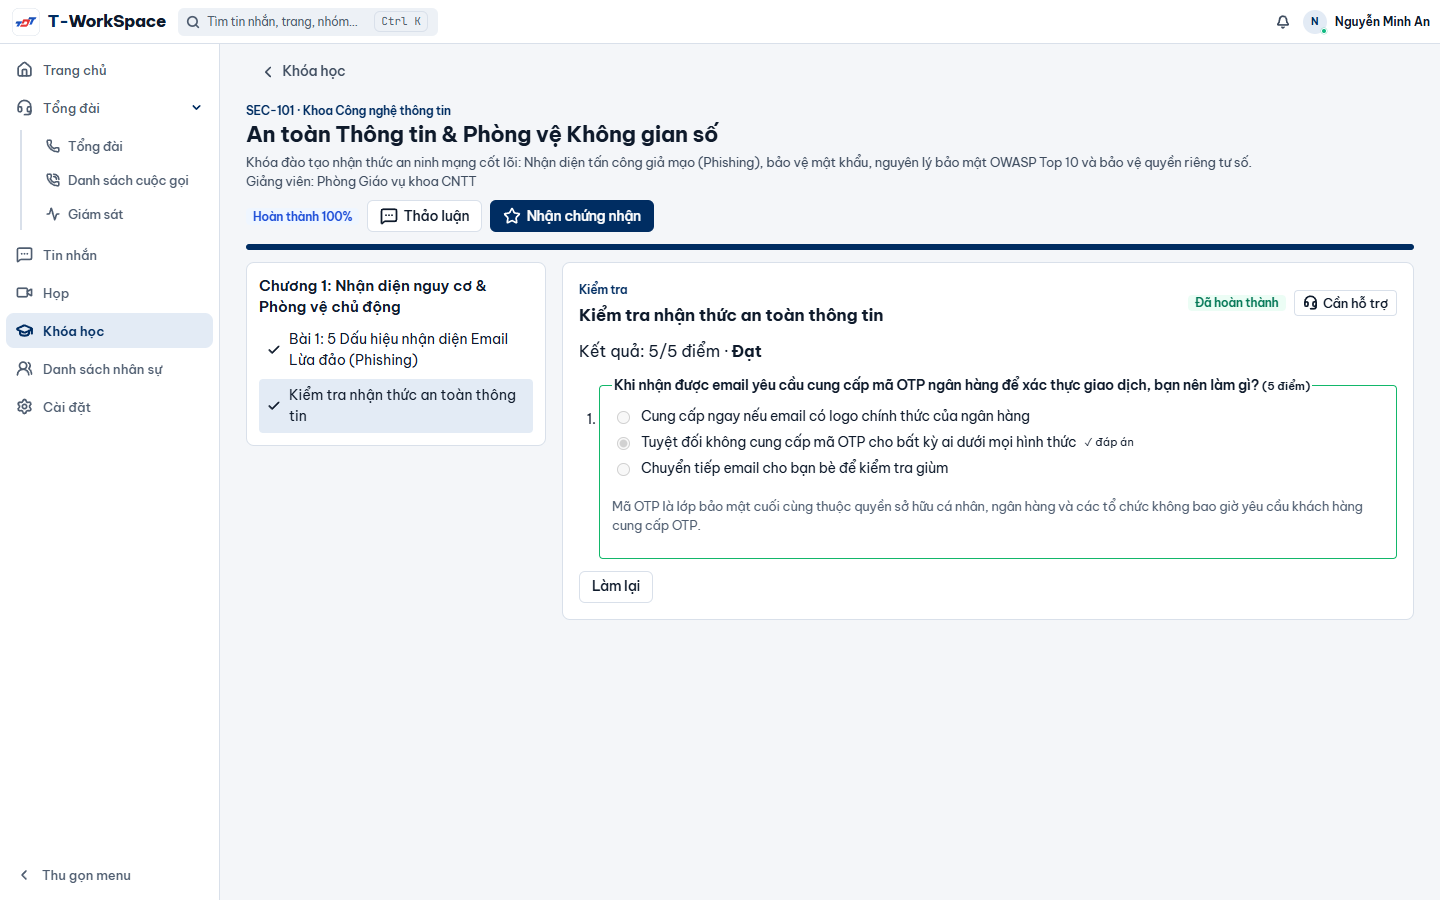 TDT T-WorkSpace
Tìm tin nhắn, trang, nhóm... Ctrl K
N Nguyễn Minh An
Trang chủ
Tổng đài
Tổng đài
Danh sách cuộc gọi
Giám sát
Tin nhắn
Họp
Khóa học
Danh sách nhân sự
Cài đặt
Thu gọn menu
Khóa học
SEC-101 · Khoa Công nghệ thông tin
An toàn Thông tin & Phòng vệ Không gian số
Khóa đào tạo nhận thức an ninh mạng cốt lõi: Nhận diện tấn công giả mạo (Phishing), bảo vệ mật khẩu, nguyên lý bảo mật OWASP Top 10 và bảo vệ quyền riêng tư số.
Giảng viên: Phòng Giáo vụ khoa CNTT
Hoàn thành 100% Thảo luận Nhận chứng nhận
Chương 1: Nhận diện nguy cơ &
Phòng vệ chủ động
Bài 1: 5 Dấu hiệu nhận diện Email
Lừa đảo (Phishing)
Kiểm tra nhận thức an toàn thông
tin
Kiểm tra
Kiểm tra nhận thức an toàn thông tin
Đã hoàn thành Cần hỗ trợ
Kết quả: 5/5 điểm · Đạt
Khi nhận được email yêu cầu cung cấp mã OTP ngân hàng để xác thực giao dịch, bạn nên làm gì? (5 điểm)
1.
Cung cấp ngay nếu email có logo chính thức của ngân hàng
Tuyệt đối không cung cấp mã OTP cho bất kỳ ai dưới mọi hình thức ✓ đáp án
Chuyển tiếp email cho bạn bè để kiểm tra giùm
Mã OTP là lớp bảo mật cuối cùng thuộc quyền sở hữu cá nhân, ngân hàng và các tổ chức không bao giờ yêu cầu khách hàng
cung cấp OTP.
Làm lại